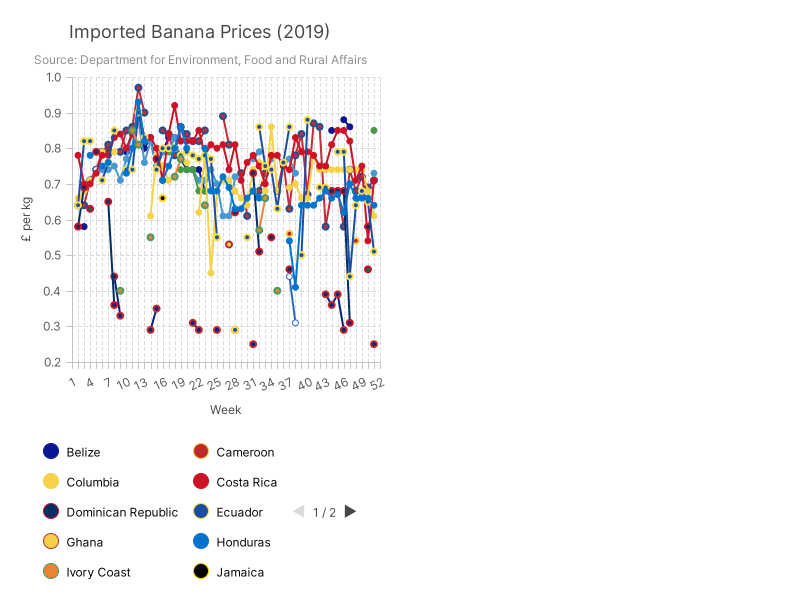 Imported Banana Prices (2019)
Source: Department for Environment, Food and Rural Affairs
1.0
0.9
0.8
0.7
0.6
0.5
0.4
0.3
0.2
£ per kg
1 4 7 10 13 16 19 22 25 28 31 34 37 40 43 46 49 52
Week
Belize
Cameroon
Columbia
Costa Rica
Dominican Republic
Ecuador
1 / 2
Ghana
Honduras
Ivory Coast
Jamaica